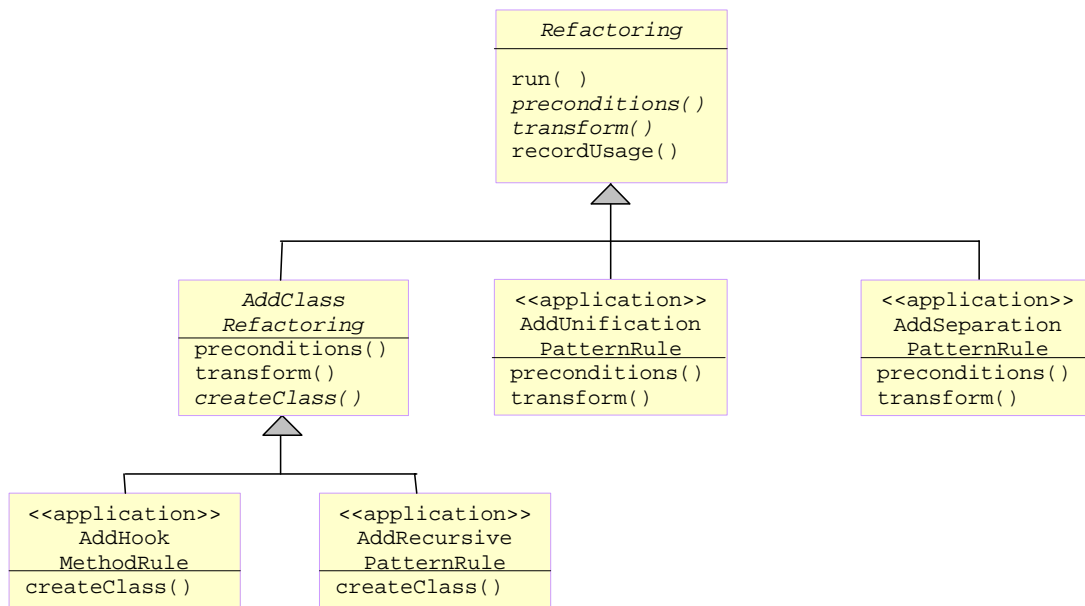 Refactoring
run( )
preconditions()
transform()
recordUsage()
AddClass
Refactoring
preconditions()
transform()
createClass()
<<application>>
AddUnification
PatternRule
preconditions()
transform()
<<application>>
AddSeparation
PatternRule
preconditions()
transform()
<<application>>
AddHook
MethodRule
createClass()
<<application>>
AddRecursive
PatternRule
createClass()